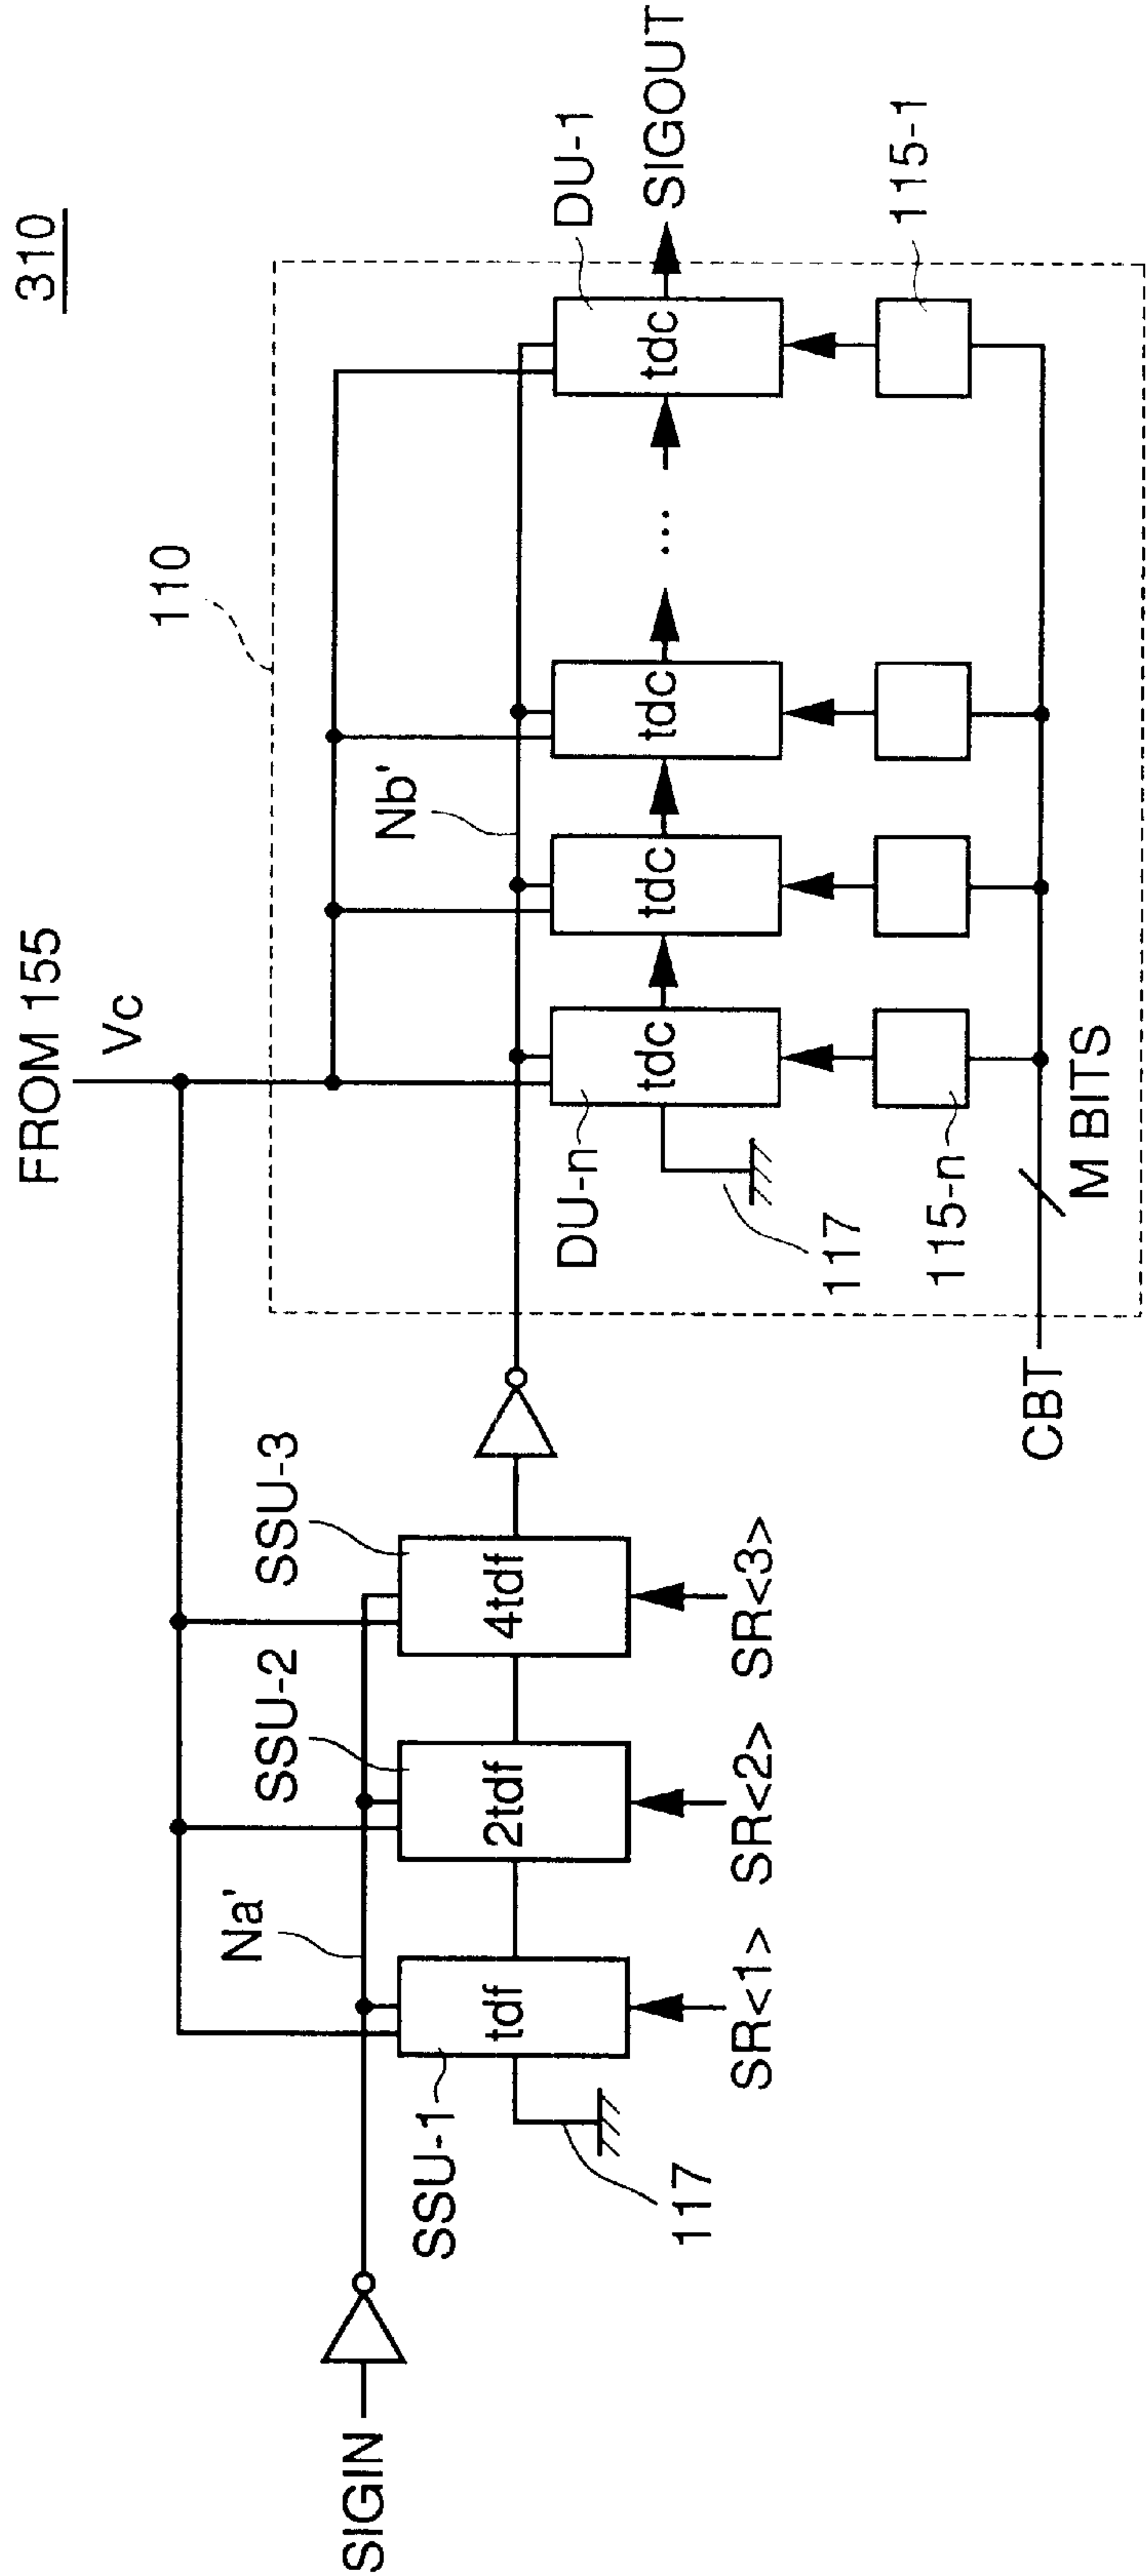 310
FROM 155
Vc
110
SIGIN
Na'
SSU-1
tdf
SSU-2
2tdf
SSU-3
4tdf
117
SR<1>
SR<2>
SR<3>
Nb'
DU-n
tdc
tdc
tdc
...
tdc
DU-1
SIGOUT
117
115-n
115-1
CBT
M BITS